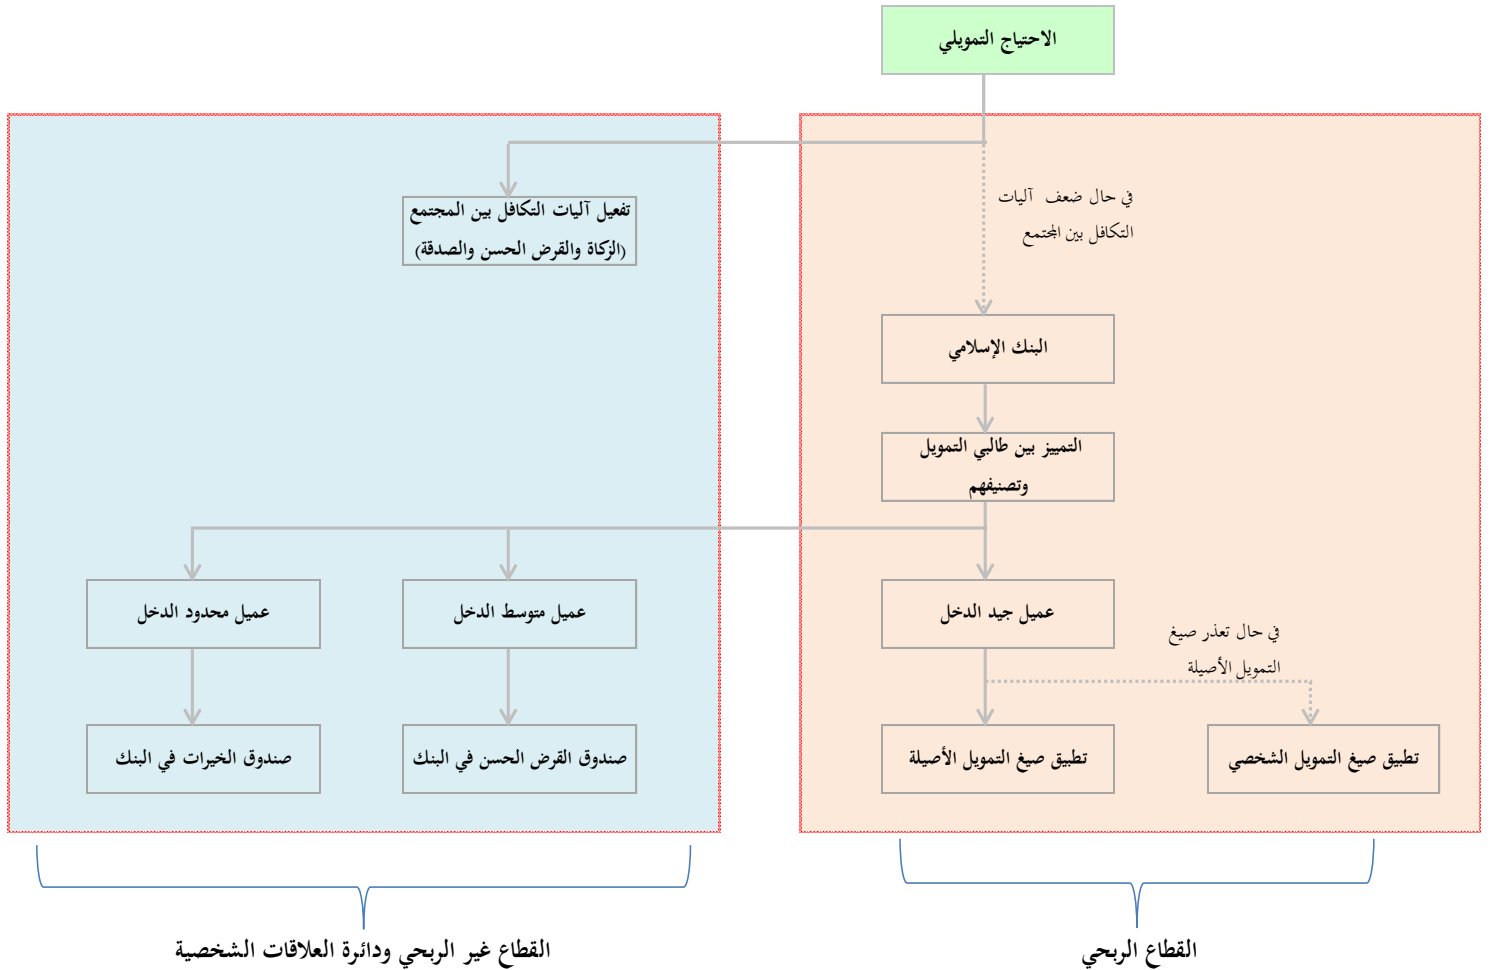 الاحتياج التمويلي
في حال ضعف آليات
التكافل بين المجتمع
تفعيل آليات التكافل بين المجتمع
(الزكاة والقرض الحسن والصدقة)
البنك الإسلامي
التمييز بين طالبي التمويل
وتصنيفهم
عميل جيد الدخل
عميل متوسط الدخل
عميل محدود الدخل
في حال تعذر صيغ
التمويل الأصيلة
تطبيق صيغ التمويل الشخصي
تطبيق صيغ التمويل الأصيلة
صندوق القرض الحسن في البنك
صندوق الخيرات في البنك
القطاع الربحي
القطاع غير الربحي ودائرة العلاقات الشخصية